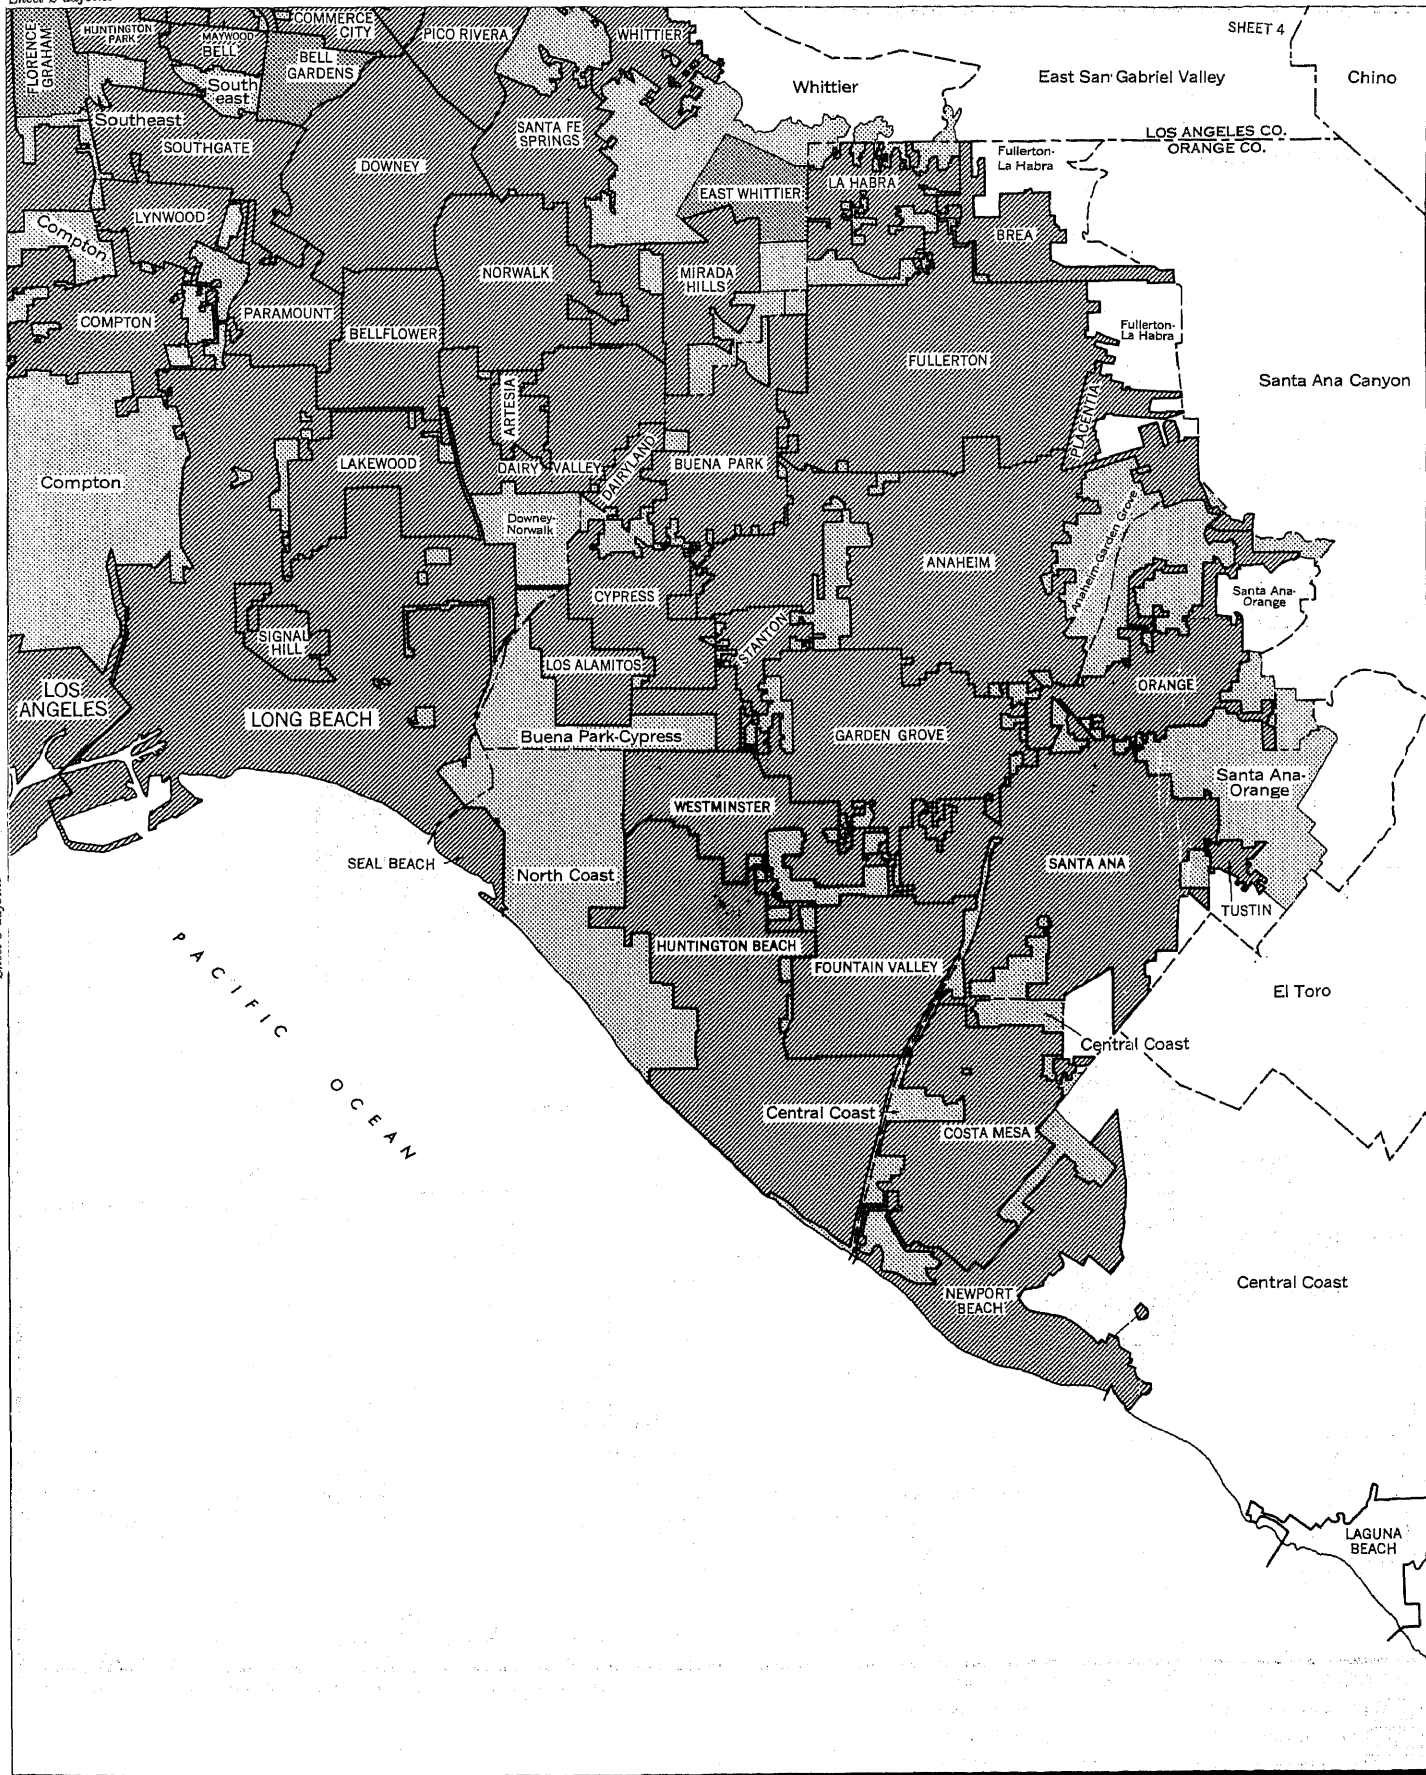 SHEET 4
FLORENCE
GRAHAM
HUNTINGTON
PARK
MAYWOOD
BELL
COMMERCE
CITY
BELL
GARDENS
PICO RIVERA
WHITTIER
Whittier
East San Gabriel Valley
Chino
South
east
Southeast
SOUTHGATE
DOWNEY
SANTA FE
SPRINGS
LOS ANGELES CO.
ORANGE CO.
Fullerton-
La Habra
EAST WHITTIER
LA HABRA
LYNWOOD
Compton
BREA
NORWALK
MIRADA
HILLS
COMPTON
PARAMOUNT
BELLFLOWER
Fullerton-
La Habra
FULLERTON
Santa Ana Canyon
ARTESIA
PLACENTIA
LAKEWOOD
DAIRY VALLEY
DAIRYLAND
BUENA PARK
Compton
Downey-
Norwalk
Anaheim-Garden Grove
ANAHEIM
CYPRESS
Santa Ana-
Orange
SIGNAL
HILL
STANTON
LOS ALAMITOS
LOS
ANGELES
LONG BEACH
ORANGE
Buena Park-Cypress
GARDEN GROVE
Santa Ana-
Orange
WESTMINSTER
SEAL BEACH
North Coast
SANTA ANA
TUSTIN
HUNTINGTON BEACH
FOUNTAIN VALLEY
El Toro
PACIFIC
OCEAN
Central Coast
Central Coast
COSTA MESA
Central Coast
NEWPORT
BEACH
LAGUNA
BEACH